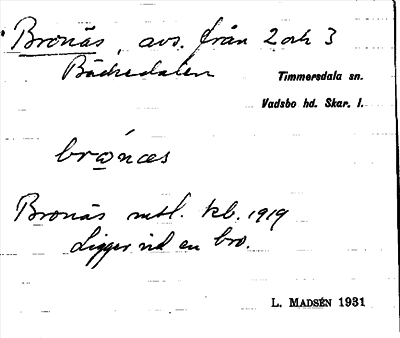 Bronäs, avs. från 2 och 3
Bäckedalen
Timmersdala sn.
Vadsbo hd. Skar. l.
brònæs
Bronäs mtl. kb. 1919
Ligger vid en bro.
L. MADSÉN 1931